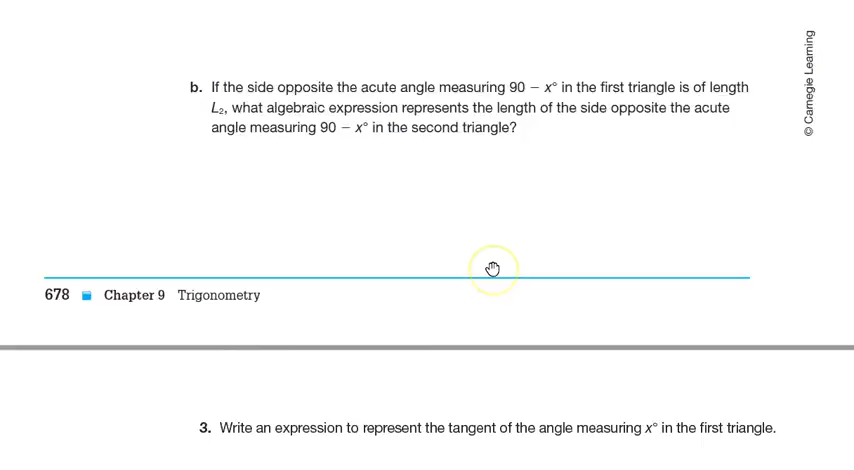 © Carnegie Learning
b. If the side opposite the acute angle measuring 90 − x° in the first triangle is of length
L₂, what algebraic expression represents the length of the side opposite the acute
angle measuring 90 − x° in the second triangle?
678 Chapter 9 Trigonometry
3. Write an expression to represent the tangent of the angle measuring x° in the first triangle.